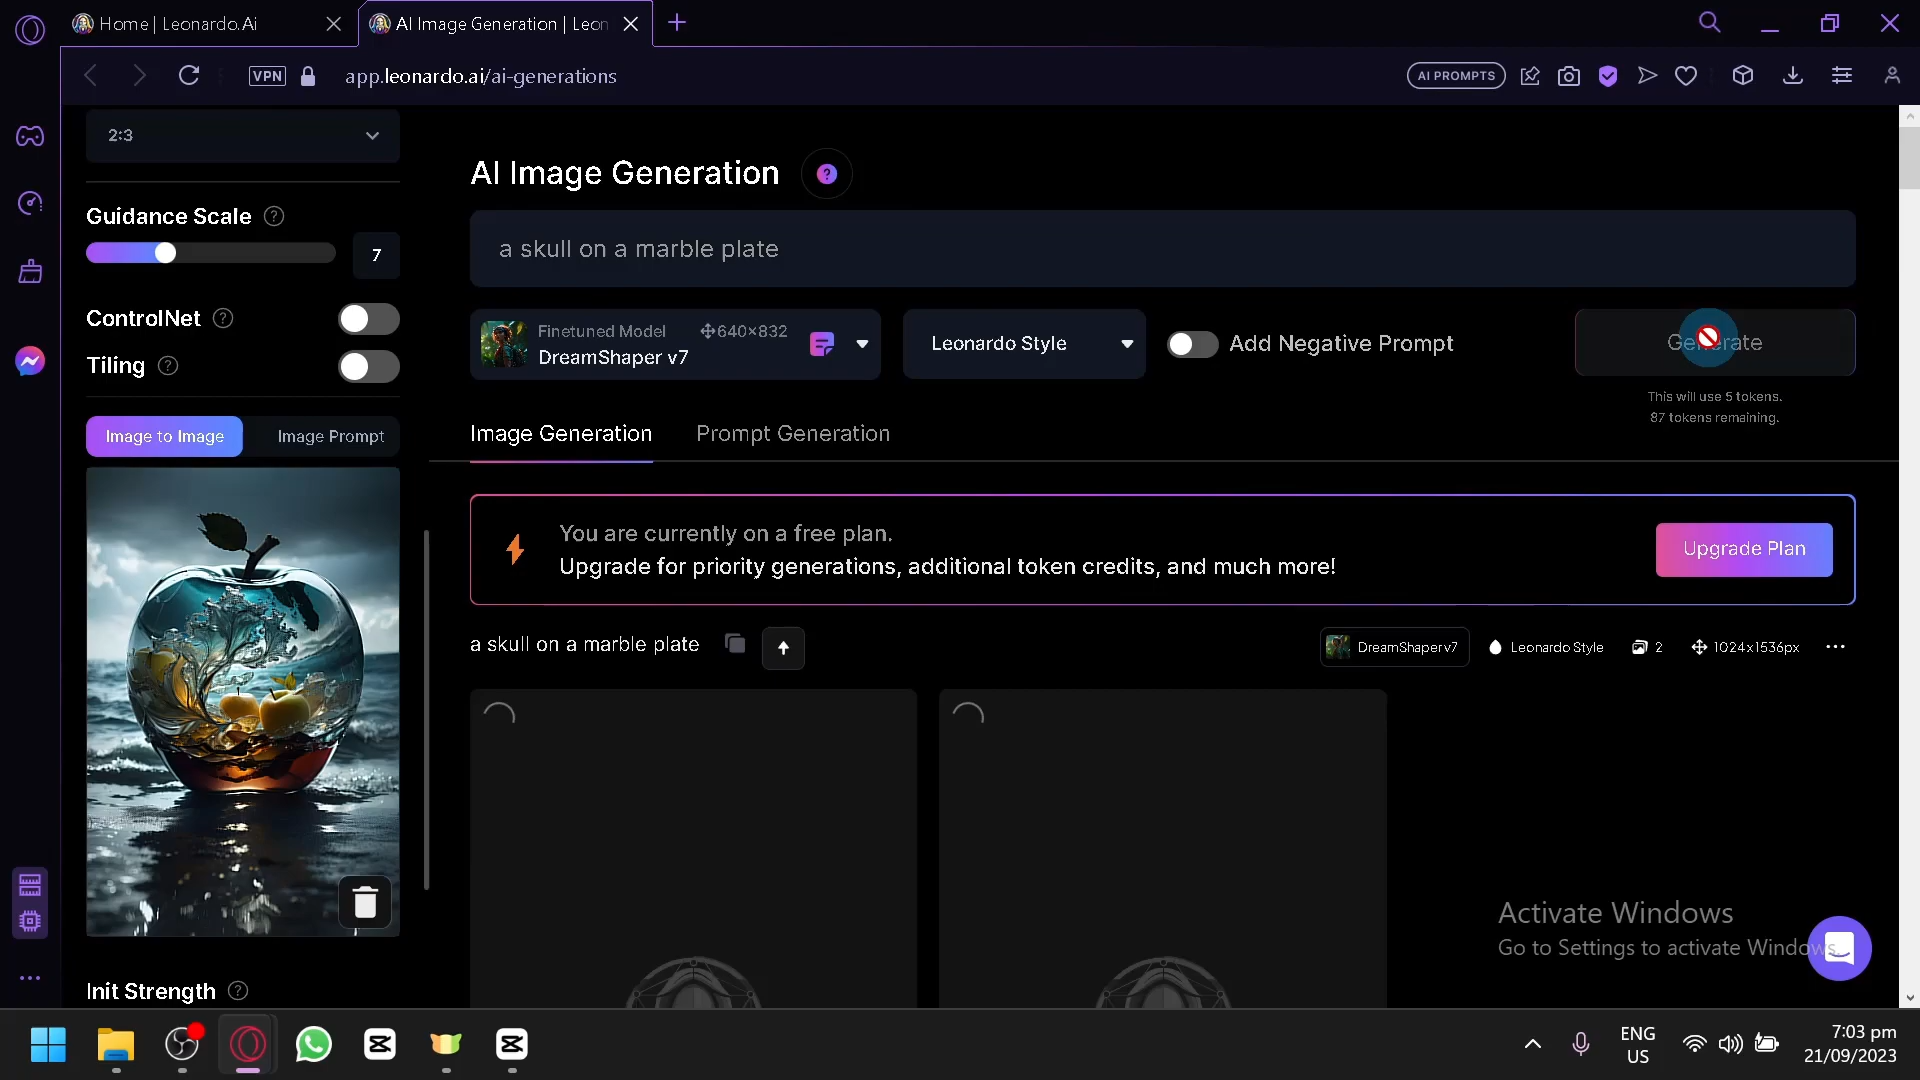 Home | Leonardo.Ai
AI Image Generation | Leon
VPN
app.leonardo.ai/ai-generations
AI PROMPTS
2:3
Guidance Scale
7
ControlNet
Tiling
Image to Image
Image Prompt
Init Strength
AI Image Generation
a skull on a marble plate
Finetuned Model
640×832
DreamShaper v7
Leonardo Style
Add Negative Prompt
Generate
This will use 5 tokens.
87 tokens remaining.
Image Generation
Prompt Generation
You are currently on a free plan.
Upgrade for priority generations, additional token credits, and much more!
Upgrade Plan
a skull on a marble plate
DreamShaper v7
Leonardo Style
2
1024x1536px
Activate Windows
Go to Settings to activate Windows.
ENG
US
7:03 pm
21/09/2023